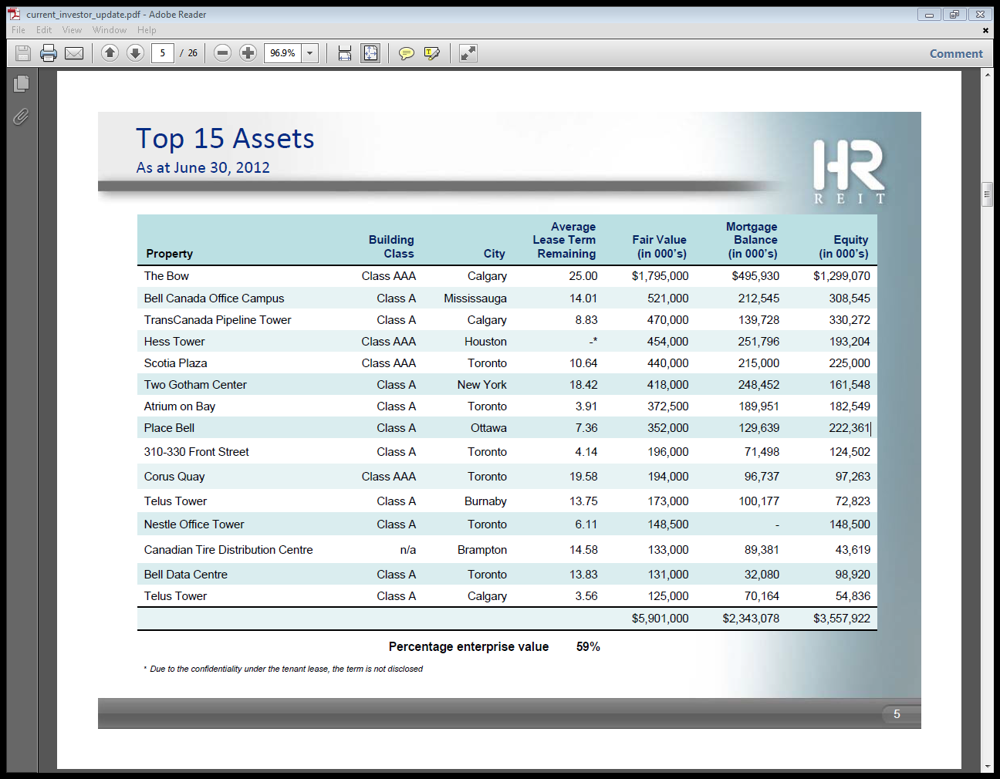 current_investor_update.pdf - Adobe Reader
File Edit View Window Help
5 / 26 96.9% Comment
Top 15 Assets
As at June 30, 2012
HR
REIT
Property Building Class City Average Lease Term Remaining Fair Value (in 000's) Mortgage Balance (in 000's) Equity (in 000's)
The Bow Class AAA Calgary 25.00 $1,795,000 $495,930 $1,299,070
Bell Canada Office Campus Class A Mississauga 14.01 521,000 212,545 308,545
TransCanada Pipeline Tower Class A Calgary 8.83 470,000 139,728 330,272
Hess Tower Class AAA Houston -* 454,000 251,796 193,204
Scotia Plaza Class AAA Toronto 10.64 440,000 215,000 225,000
Two Gotham Center Class A New York 18.42 418,000 248,452 161,548
Atrium on Bay Class A Toronto 3.91 372,500 189,951 182,549
Place Bell Class A Ottawa 7.36 352,000 129,639 222,361
310-330 Front Street Class A Toronto 4.14 196,000 71,498 124,502
Corus Quay Class AAA Toronto 19.58 194,000 96,737 97,263
Telus Tower Class A Burnaby 13.75 173,000 100,177 72,823
Nestle Office Tower Class A Toronto 6.11 148,500 - 148,500
Canadian Tire Distribution Centre n/a Brampton 14.58 133,000 89,381 43,619
Bell Data Centre Class A Toronto 13.83 131,000 32,080 98,920
Telus Tower Class A Calgary 3.56 125,000 70,164 54,836
$5,901,000 $2,343,078 $3,557,922
Percentage enterprise value 59%
* Due to the confidentiality under the tenant lease, the term is not disclosed
5